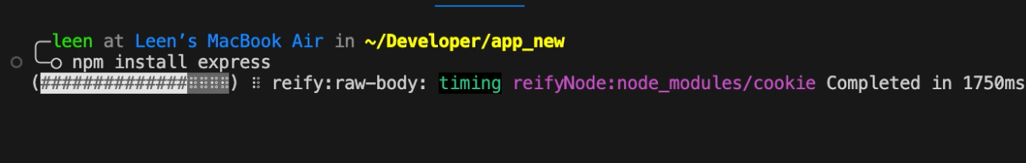 leen at Leen’s MacBook Air in ~/Developer/app_new
npm install express
(##############⠿⠿⠿⠿) ⠏ reify:raw-body: timing reifyNode:node_modules/cookie Completed in 1750ms